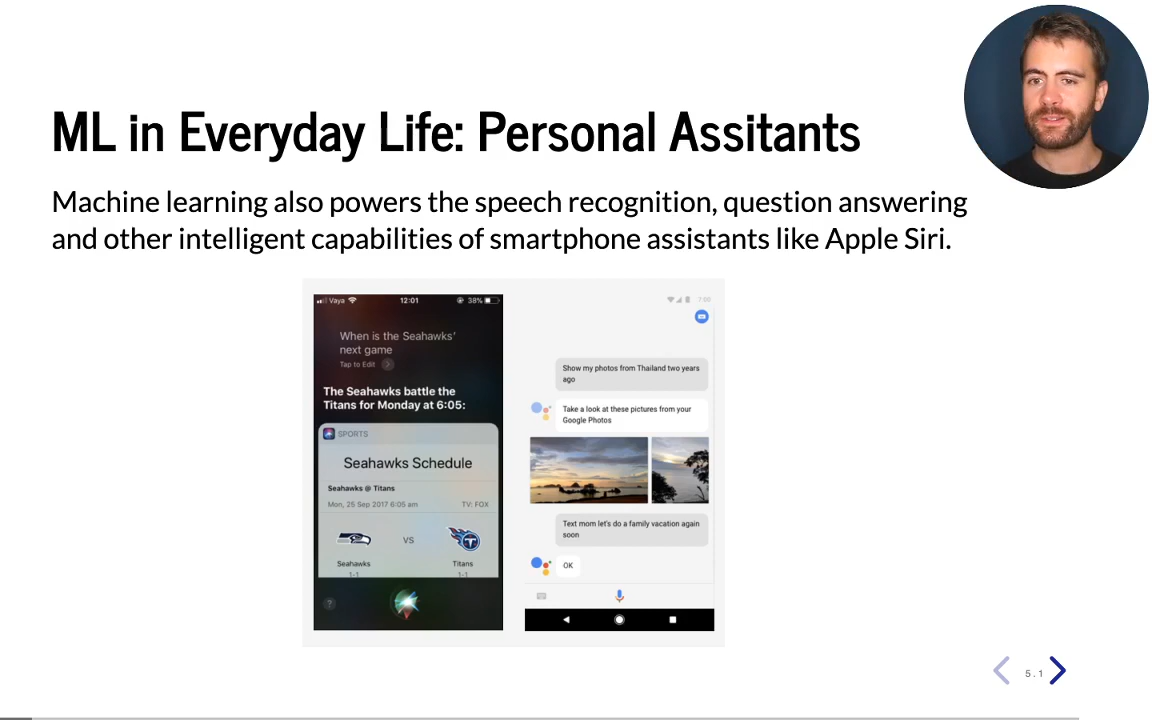 ML in Everyday Life: Personal Assitants
Machine learning also powers the speech recognition, question answering
and other intelligent capabilities of smartphone assistants like Apple Siri.
Vaya 12:01 38%
When is the Seahawks'
next game
Tap to Edit
The Seahawks battle the
Titans for Monday at 6:05:
SPORTS
Seahawks Schedule
Seahawks @ Titans
Mon, 25 Sep 2017 6:05 am TV: FOX
VS
Seahawks Titans
1-1 1-1
?
7:00
Show my photos from Thailand two years
ago
Take a look at these pictures from your
Google Photos
Text mom let's do a family vacation again
soon
OK
5.1